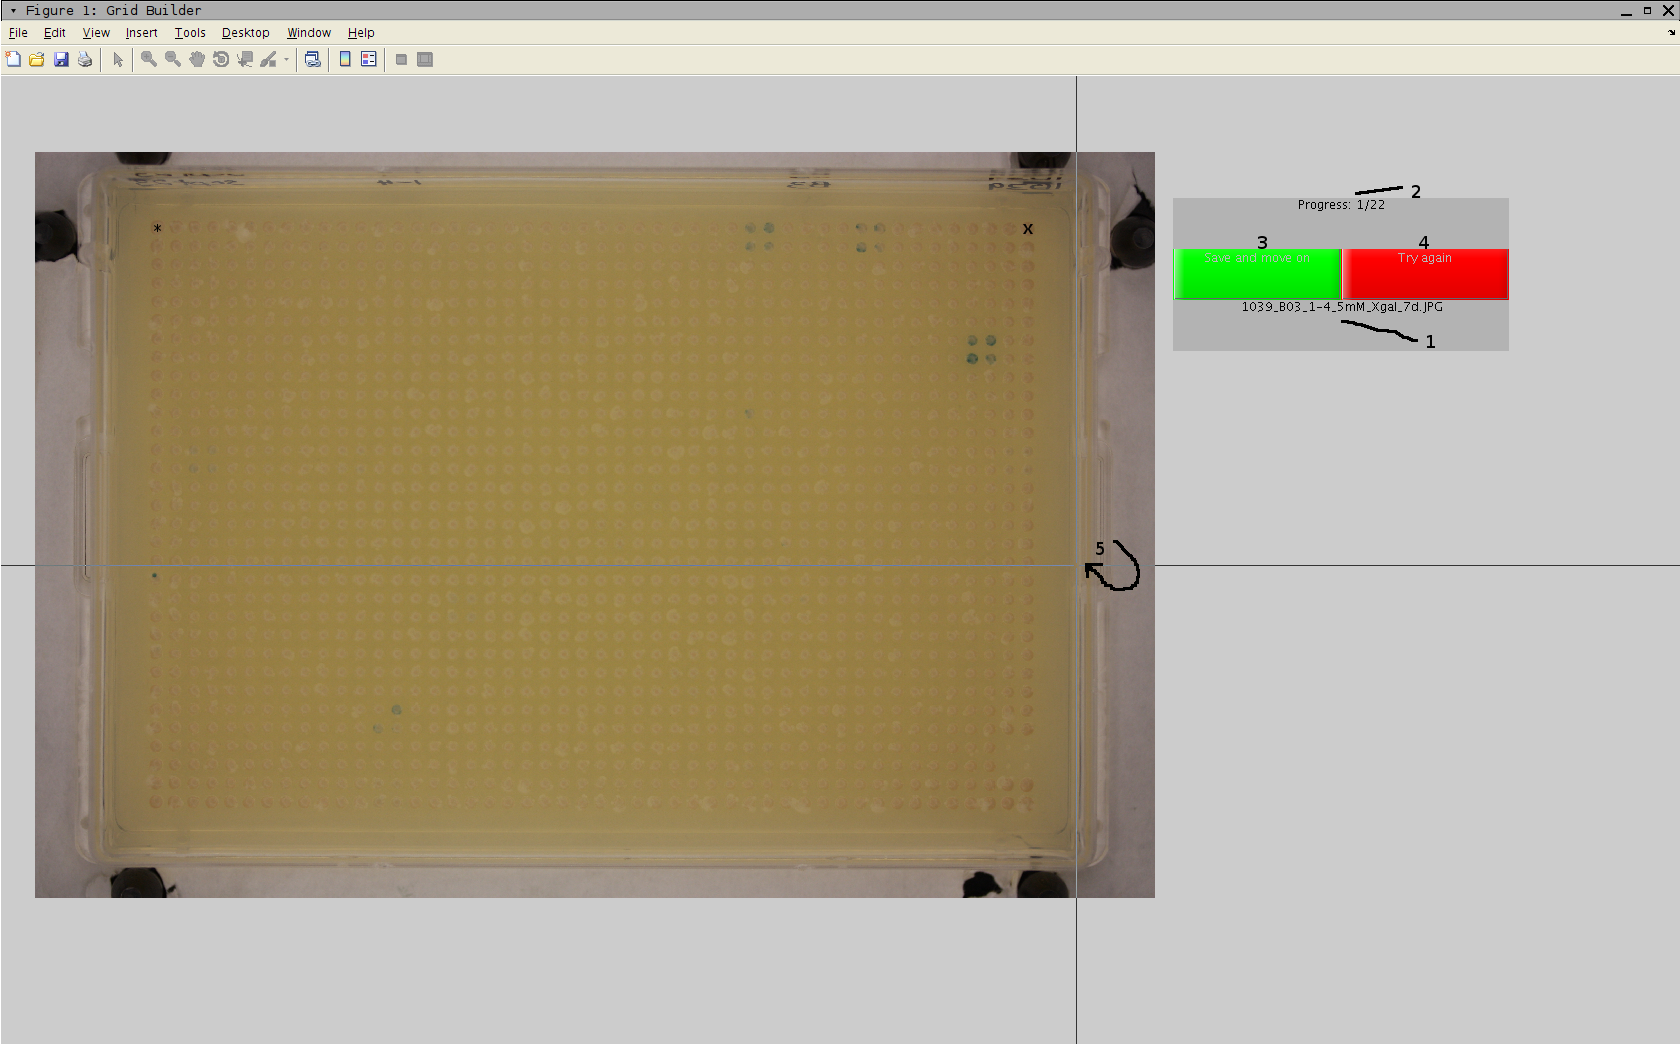 Figure 1: Grid Builder
File Edit View Insert Tools Desktop Window Help
2
Progress: 1/22
3 4
Save and move on Try again
1039_B03_1-4_5mM_Xgal_7d.JPG
1
* X
5